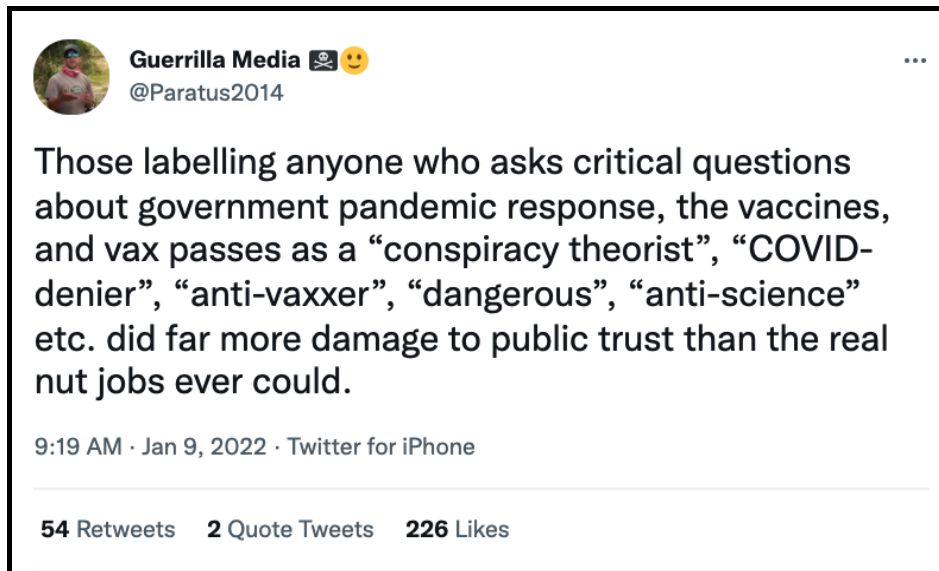 Guerrilla Media 🏴‍☠️🙂
@Paratus2014
Those labelling anyone who asks critical questions
about government pandemic response, the vaccines,
and vax passes as a “conspiracy theorist”, “COVID-
denier”, “anti-vaxxer”, “dangerous”, “anti-science”
etc. did far more damage to public trust than the real
nut jobs ever could.
9:19 AM · Jan 9, 2022 · Twitter for iPhone
54 Retweets 2 Quote Tweets 226 Likes